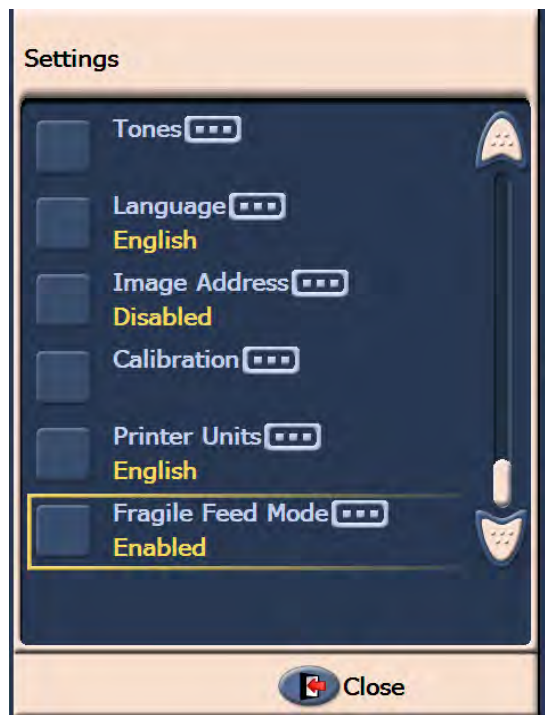 Settings
Tones
Language
English
Image Address
Disabled
Calibration
Printer Units
English
Fragile Feed Mode
Enabled
Close